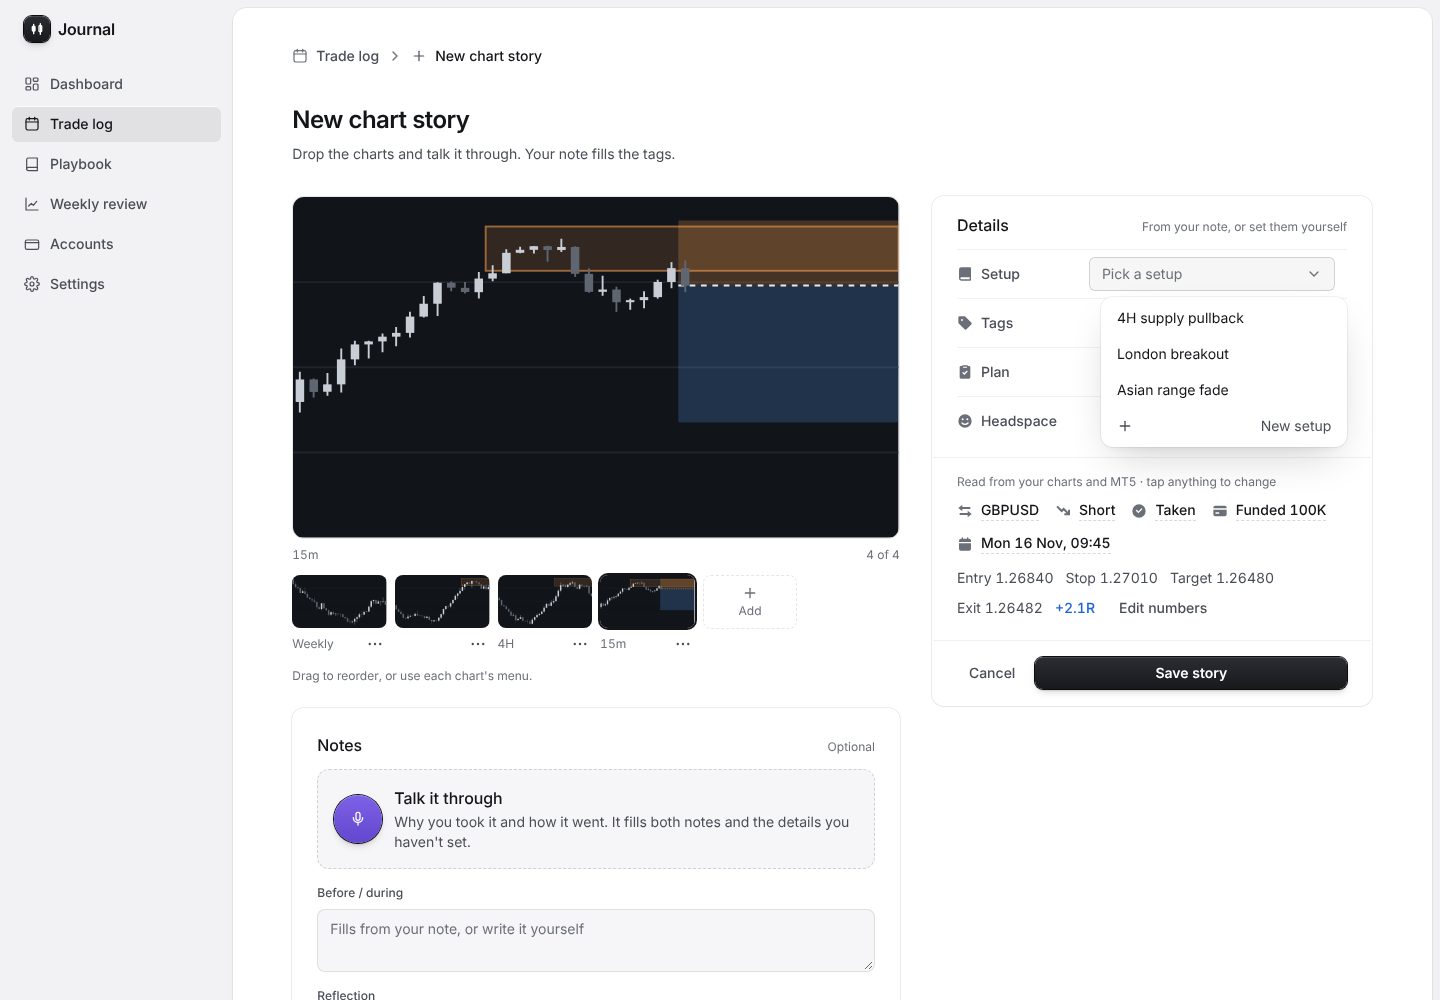 Journal
Dashboard
Trade log
Playbook
Weekly review
Accounts
Settings
Trade log
New chart story
New chart story
Drop the charts and talk it through. Your note fills the tags.
15m
4 of 4
Add
Weekly
4H
15m
Drag to reorder, or use each chart's menu.
Notes
Optional
Talk it through
Why you took it and how it went. It fills both notes and the details you
haven't set.
Before / during
Fills from your note, or write it yourself
Reflection
Details
From your note, or set them yourself
Setup
Pick a setup
4H supply pullback
London breakout
Asian range fade
New setup
Tags
Plan
Headspace
Read from your charts and MT5 · tap anything to change
GBPUSD Short Taken Funded 100K
Mon 16 Nov, 09:45
Entry 1.26840 Stop 1.27010 Target 1.26480
Exit 1.26482 +2.1R Edit numbers
Cancel
Save story